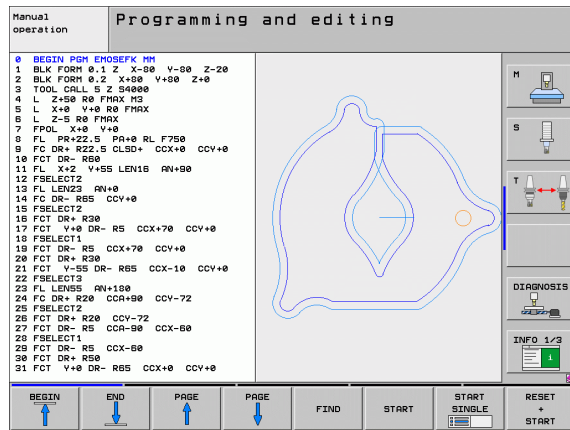 Manual
operation
Programming and editing
0 BEGIN PGM EMOSEFK MM
1 BLK FORM 0.1 Z X-80 Y-80 Z-20
2 BLK FORM 0.2 X+80 Y+80 Z+0
3 TOOL CALL 5 Z S4000
4 L Z+50 R0 FMAX M3
5 L X+0 Y+0 R0 FMAX
6 L Z-5 R0 FMAX
7 FPOL X+0 Y+0
8 FL PR+22.5 PA+0 RL F750
9 FC DR+ R22.5 CLSD+ CCX+0 CCY+0
10 FCT DR- R60
11 FL X+2 Y+55 LEN16 AN+90
12 FSELECT2
13 FL LEN23 AN+0
14 FC DR- R65 CCY+0
15 FSELECT2
16 FCT DR+ R30
17 FCT Y+0 DR- R5 CCX+70 CCY+0
18 FSELECT1
19 FCT DR- R5 CCX+70 CCY+0
20 FCT DR+ R30
21 FCT Y-55 DR- R65 CCX-10 CCY+0
22 FSELECT3
23 FL LEN55 AN+180
24 FC DR+ R20 CCA+90 CCY-72
25 FSELECT2
26 FCT DR+ R20 CCY-72
27 FCT DR- R5 CCA-90 CCX-60
28 FSELECT1
29 FCT DR- R5 CCX-60
30 FCT DR+ R50
31 FCT Y+0 DR- R65 CCX+0 CCY+0
M
S
T
DIAGNOSIS
INFO 1/3
1
BEGIN
END
PAGE
PAGE
FIND
START
START
SINGLE
RESET
+
START